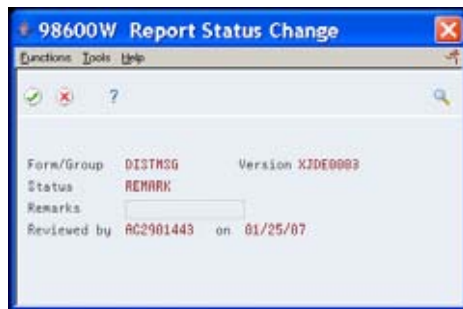 98600W Report Status Change
Functions Tools Help
?
Form/Group DISTMSG Version XJDE0003
Status REMARK
Remarks
Reviewed by AC2901443 on 01/25/07